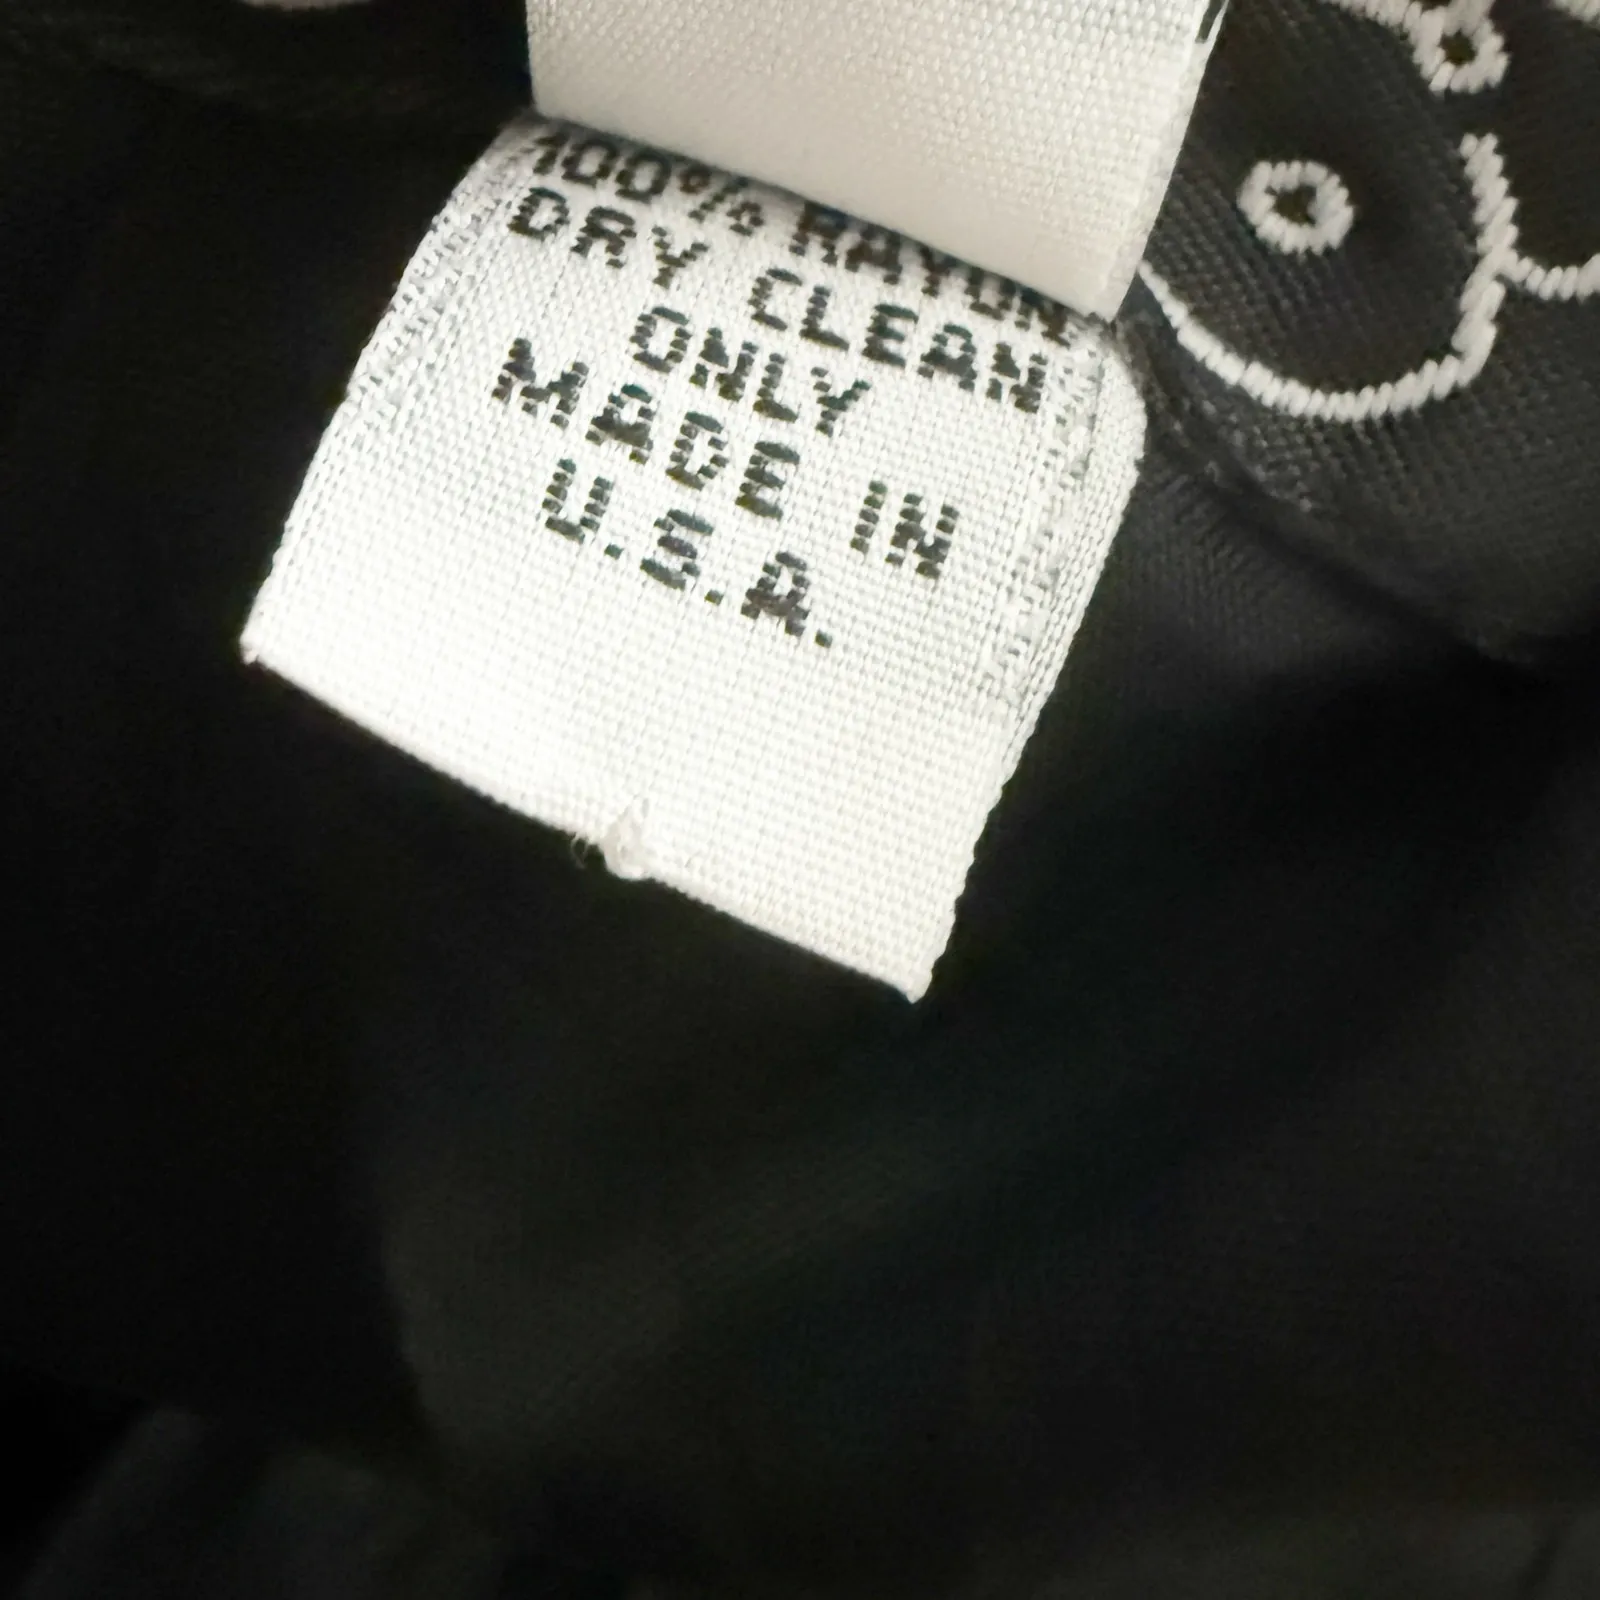 100% RAYON
DRY CLEAN
ONLY
MADE IN
U.S.A.